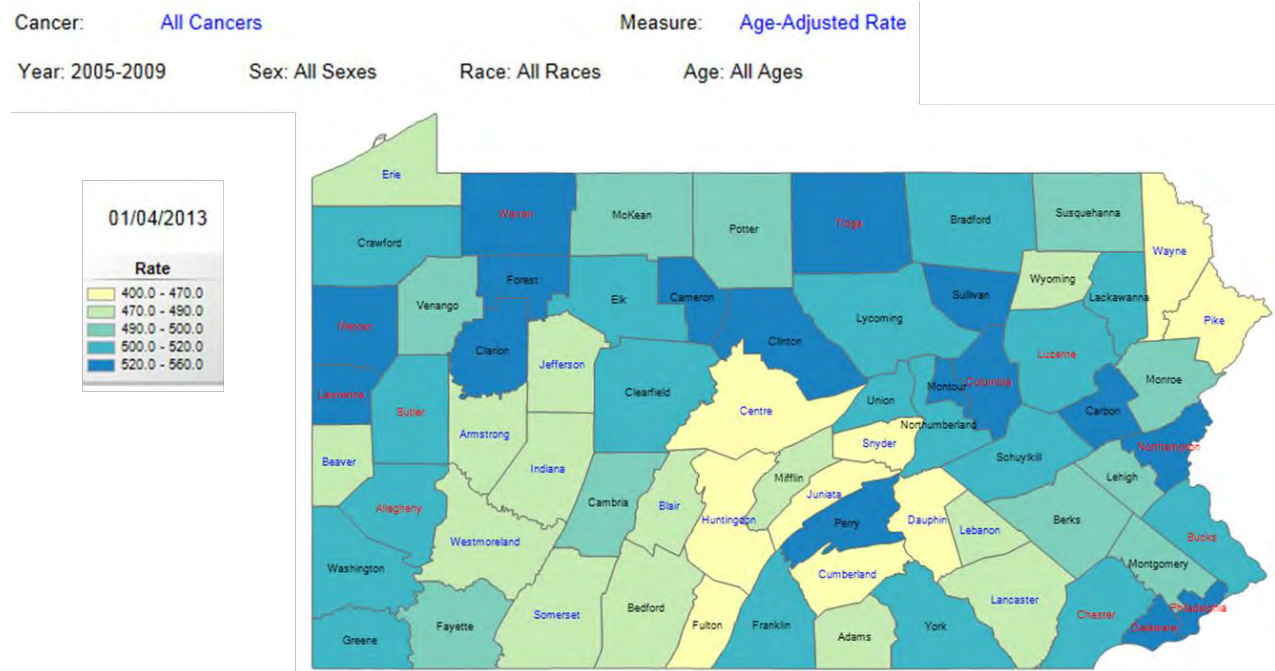 Cancer: All Cancers Measure: Age-Adjusted Rate
Year: 2005-2009 Sex: All Sexes Race: All Races Age: All Ages
01/04/2013
Rate
400.0 - 470.0
470.0 - 490.0
490.0 - 500.0
500.0 - 520.0
520.0 - 560.0
Erie
Warren
McKean
Potter
Tioga
Bradford
Susquehanna
Wayne
Crawford
Forest
Elk
Cameron
Sullivan
Wyoming
Lackawanna
Pike
Venango
Mercer
Clarion
Jefferson
Clinton
Lycoming
Luzerne
Monroe
Lawrence
Butler
Clearfield
Centre
Union
Montour
Columbia
Carbon
Armstrong
Snyder
Northumberland
Northampton
Beaver
Indiana
Mifflin
Schuylkill
Lehigh
Allegheny
Cambria
Blair
Huntingdon
Juniata
Perry
Dauphin
Lebanon
Berks
Bucks
Westmoreland
Washington
Cumberland
Montgomery
Somerset
Bedford
Lancaster
Philadelphia
Greene
Fayette
Fulton
Franklin
Adams
York
Chester
Delaware